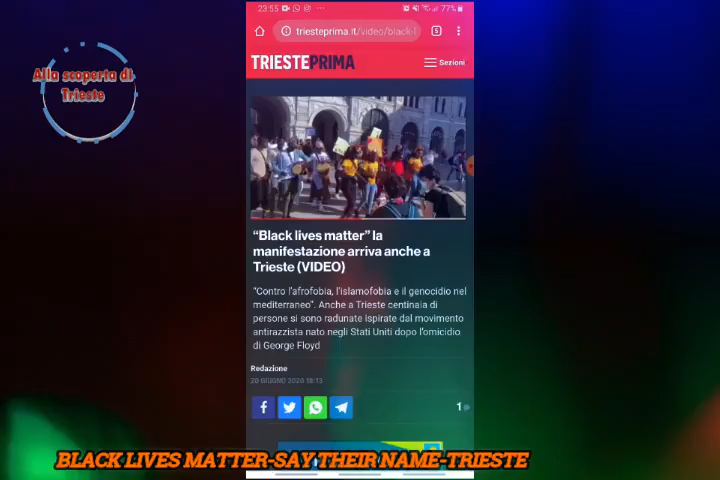 23:55
77%
triesteprima.it/video/black-l
5
TRIESTEPRIMA
Sezioni
Alla scoperta di
Trieste
"Black lives matter" la
manifestazione arriva anche a
Trieste (VIDEO)
"Contro l'afrofobia, l'islamofobia e il genocidio nel
mediterraneo". Anche a Trieste centinaia di
persone si sono radunate ispirate dal movimento
antirazzista nato negli Stati Uniti dopo l'omicidio
di George Floyd
Redazione
20 GIUGNO 2020 18:13
1
BLACK LIVES MATTER-SAY THEIR NAME-TRIESTE